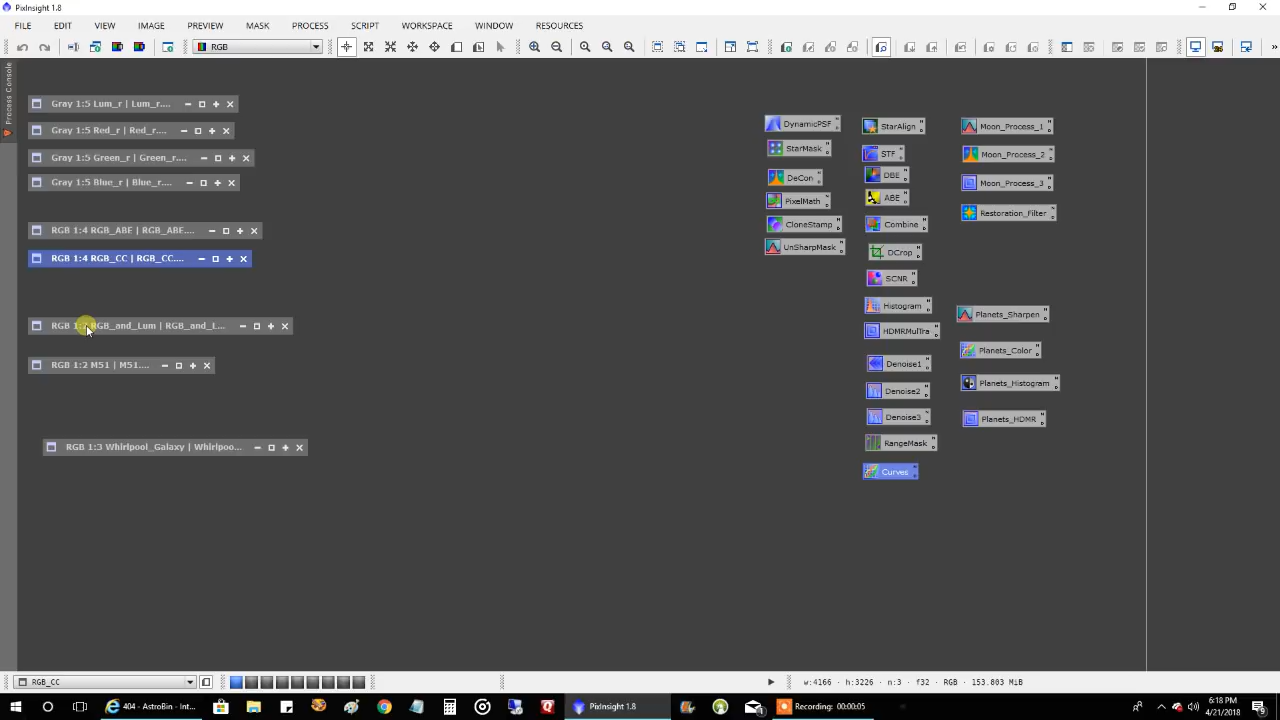 PixInsight 1.8
FILE EDIT VIEW IMAGE PREVIEW MASK PROCESS SCRIPT WORKSPACE WINDOW RESOURCES
RGB
Process Console
Gray 1:5 Lum_r | Lum_r....
Gray 1:5 Red_r | Red_r....
Gray 1:5 Green_r | Green_r....
Gray 1:5 Blue_r | Blue_r....
RGB 1:4 RGB_ABE | RGB_ABE....
RGB 1:4 RGB_CC | RGB_CC....
RGB RGB_and_Lum | RGB_and_L...
RGB 1:2 M51 | M51....
RGB 1:3 Whirlpool_Galaxy | Whirlpoo...
DynamicPSF
StarMask
DeCon
PixelMath
CloneStamp
UnSharpMask
StarAlign
STF
DBE
ABE
Combine
DCrop
SCNR
Histogram
HDMRMulTra
Denoise1
Denoise2
Denoise3
RangeMask
Curves
Moon_Process_1
Moon_Process_2
Moon_Process_3
Restoration_Filter
Planets_Sharpen
Planets_Color
Planets_Histogram
Planets_HDMR
RGB_CC
w:4166 · h:3226 · n:3 · f32 · RGB · 153.803 MiB
404 - AstroBin - Int...
PixInsight 1.8
Recording: 00:00:05
6:18 PM
4/21/2018